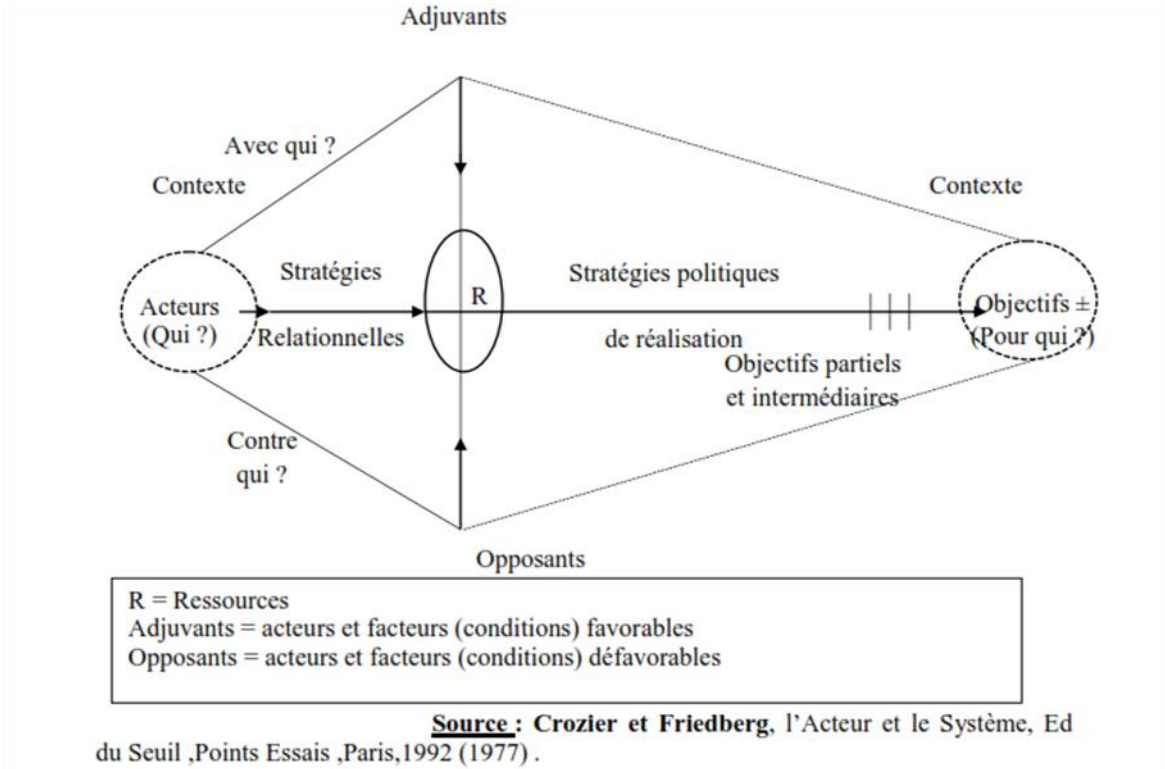 Adjuvants
Avec qui ?
Contexte
Contexte
Stratégies
Stratégies politiques
Acteurs
(Qui ?)
R
Objectifs ±
(Pour qui ?)
Relationnelles
de réalisation
Objectifs partiels
et intermédiaires
Contre
qui ?
Opposants
R = Ressources
Adjuvants = acteurs et facteurs (conditions) favorables
Opposants = acteurs et facteurs (conditions) défavorables
Source : Crozier et Friedberg, l’Acteur et le Système, Ed
du Seuil ,Points Essais ,Paris,1992 (1977) .